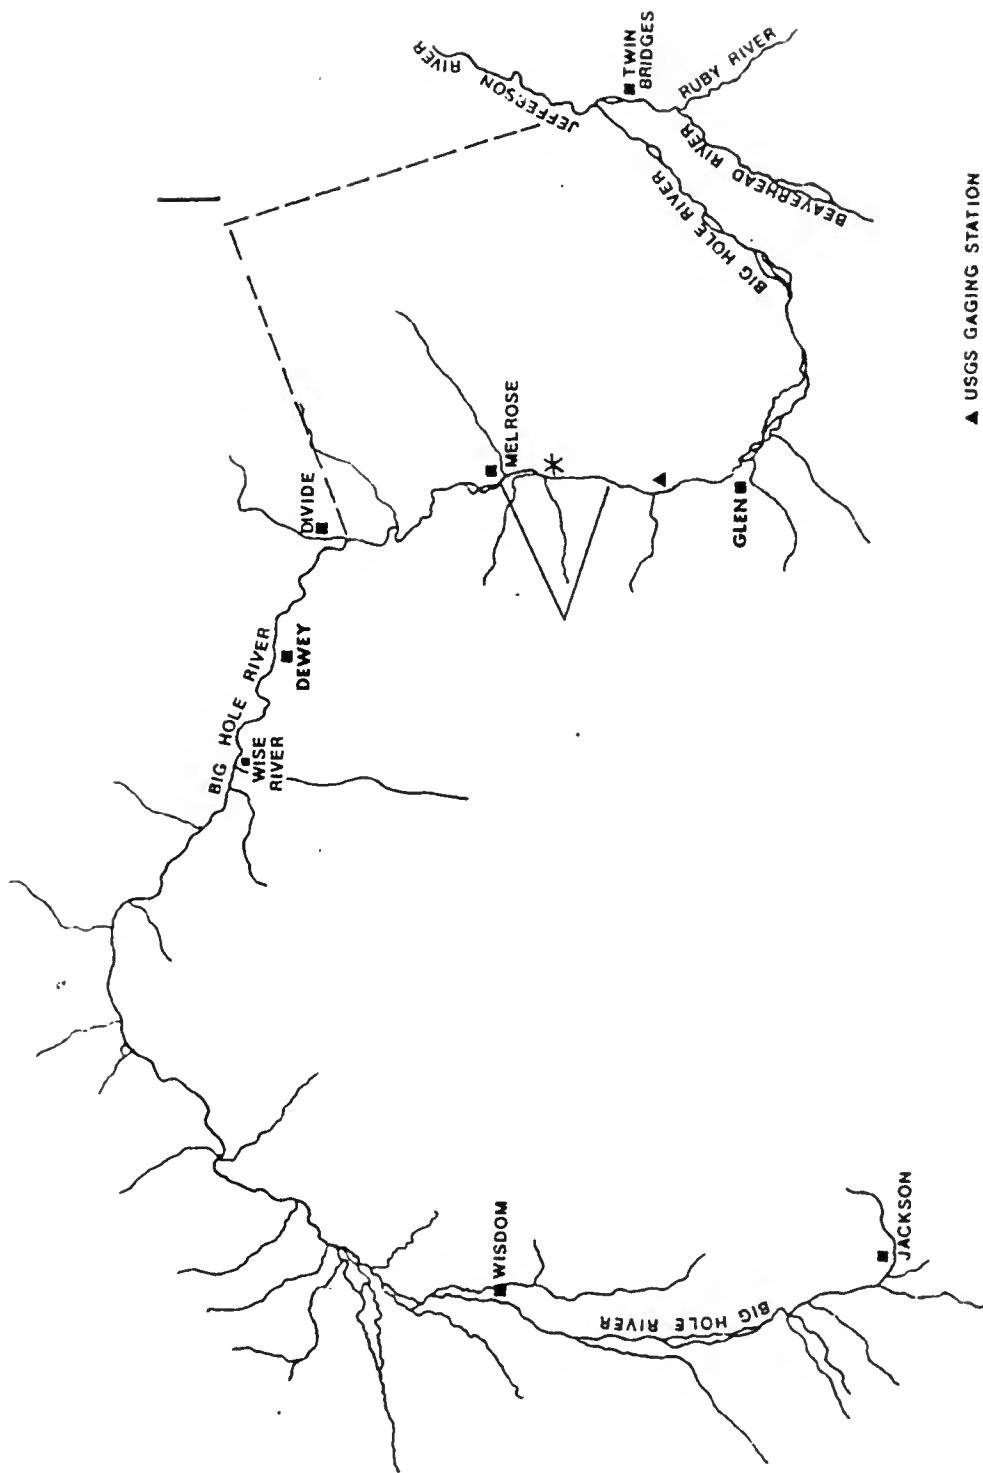 JEFFERSON RIVER
TWIN
BRIDGES
RUBY RIVER
BEAVERHEAD RIVER
BIG HOLE RIVER
MELROSE
DIVIDE
GLEN
DEWEY
BIG HOLE RIVER
WISE
RIVER
WISDOM
BIG HOLE RIVER
JACKSON
▲ USGS GAGING STATION